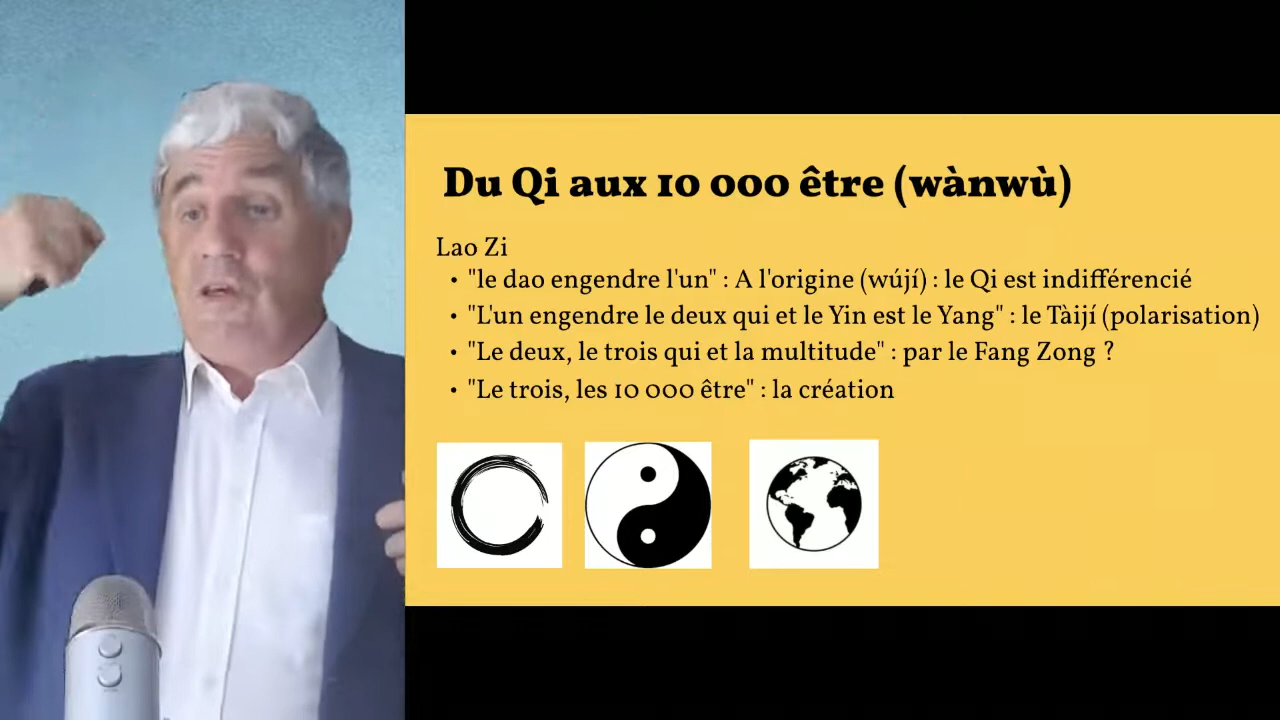 Du Qi aux 10 000 être (wànwù)
Lao Zi
• "le dao engendre l'un" : A l'origine (wújí) : le Qi est indifférencié
• "L'un engendre le deux qui et le Yin est le Yang" : le Tàijí (polarisation)
• "Le deux, le trois qui et la multitude" : par le Fang Zong ?
• "Le trois, les 10 000 être" : la création